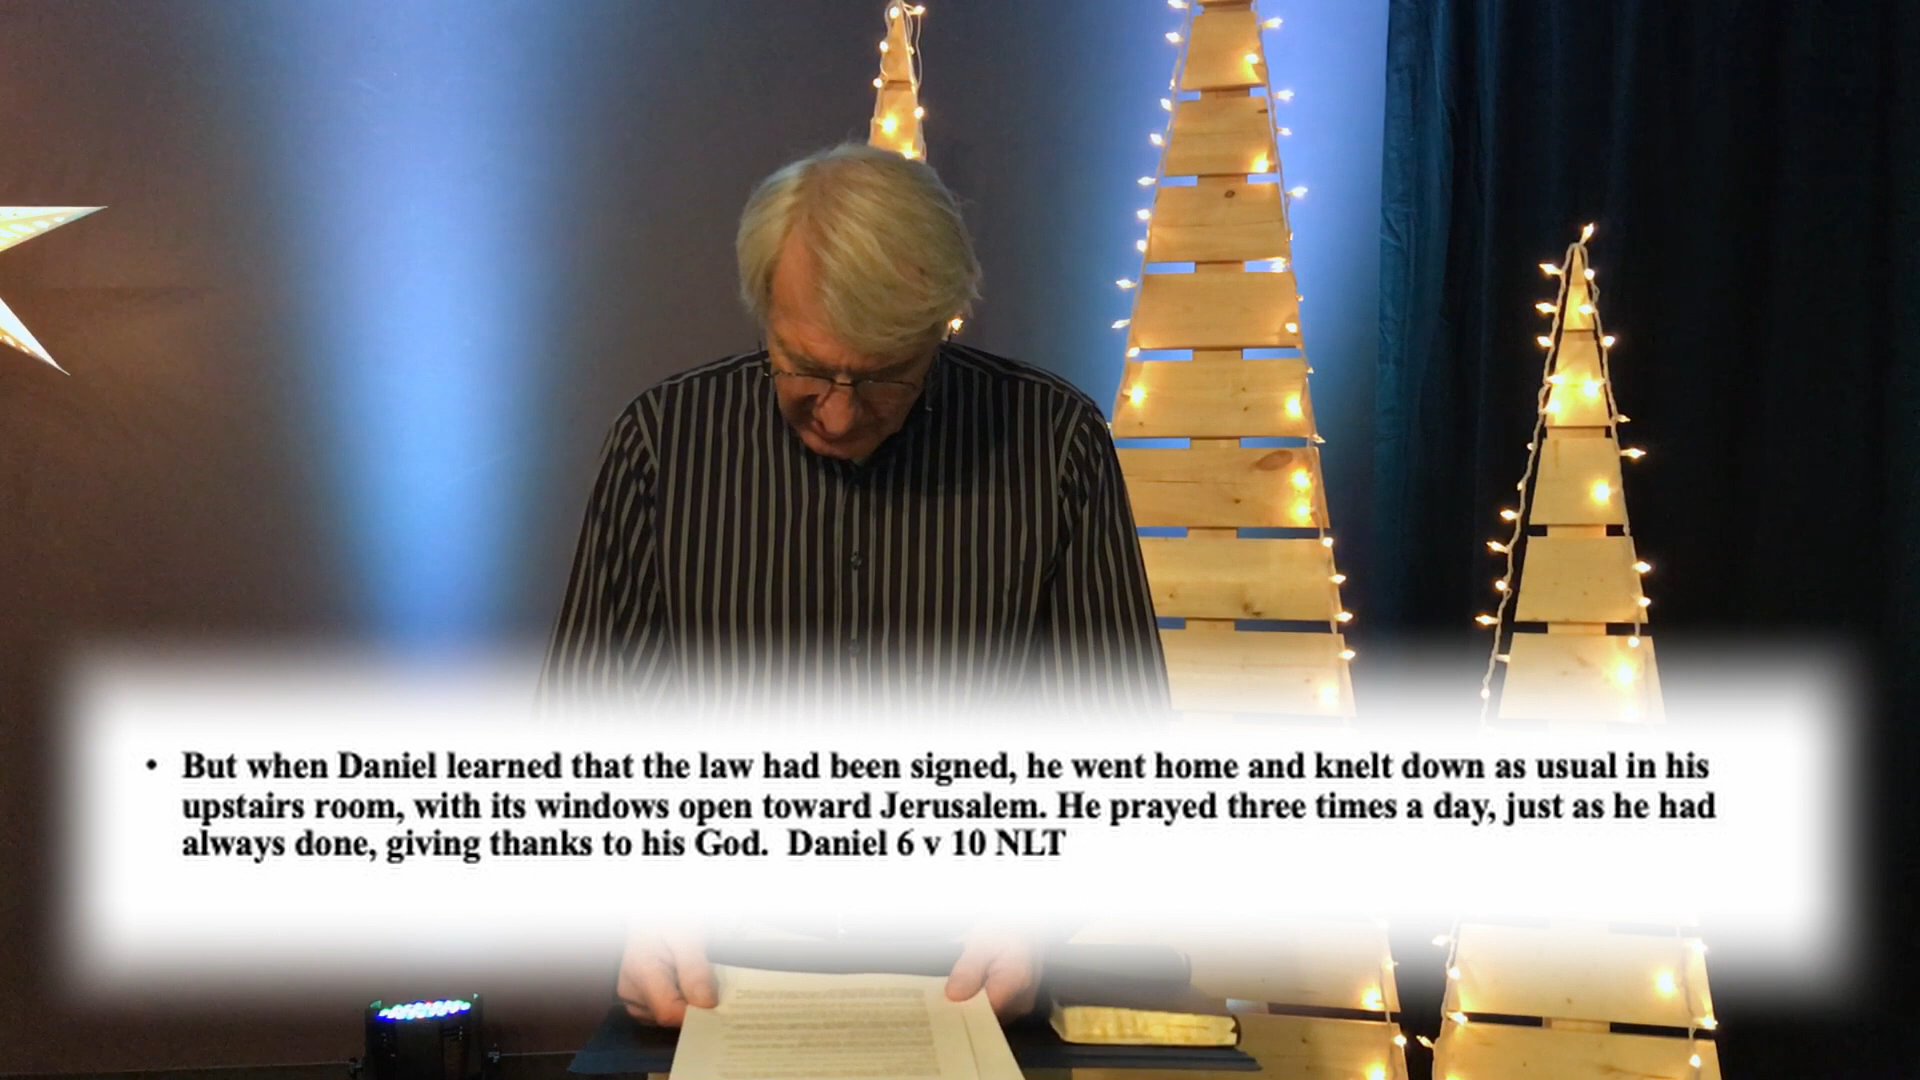 • But when Daniel learned that the law had been signed, he went home and knelt down as usual in his
upstairs room, with its windows open toward Jerusalem. He prayed three times a day, just as he had
always done, giving thanks to his God.  Daniel 6 v 10 NLT